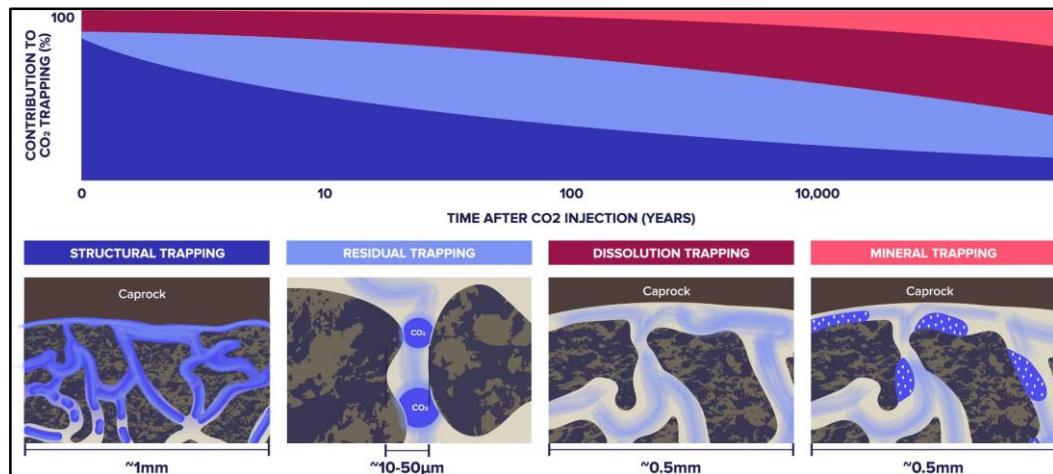 100
CONTRIBUTION TO
CO₂ TRAPPING (%)
0
10
100
10,000
TIME AFTER CO2 INJECTION (YEARS)
STRUCTURAL TRAPPING
RESIDUAL TRAPPING
DISSOLUTION TRAPPING
MINERAL TRAPPING
Caprock
CO₂
CO₂
Caprock
Caprock
~1mm
~10-50µm
~0.5mm
~0.5mm